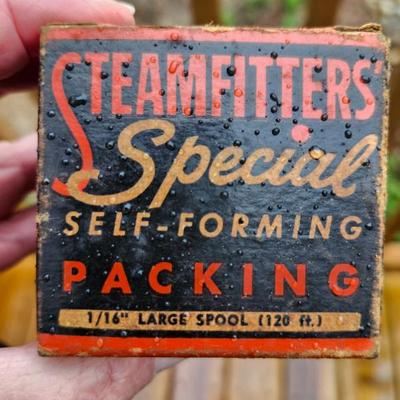 STEAMFITTERS
Special
SELF-FORMING
PACKING
1/16" LARGE SPOOL (120 ft.)